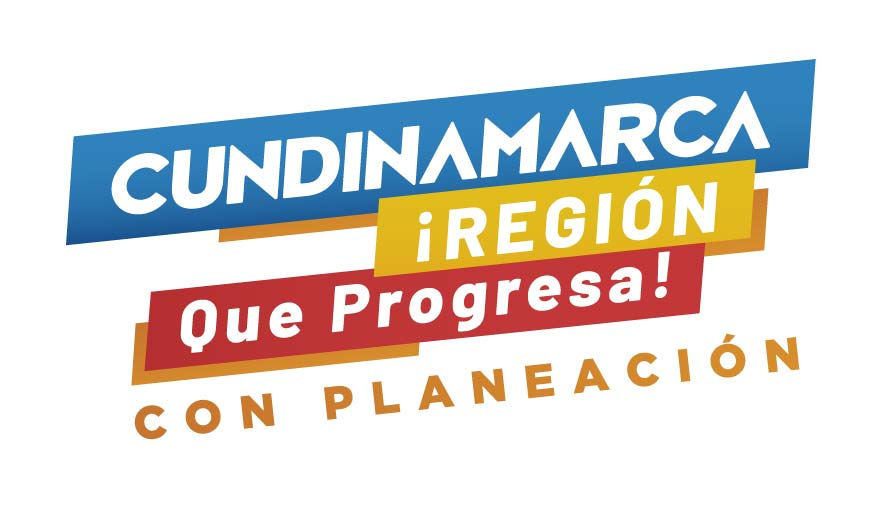 CUNDINAMARCA
¡REGIÓN
Que Progresa!
CON PLANEACIÓN